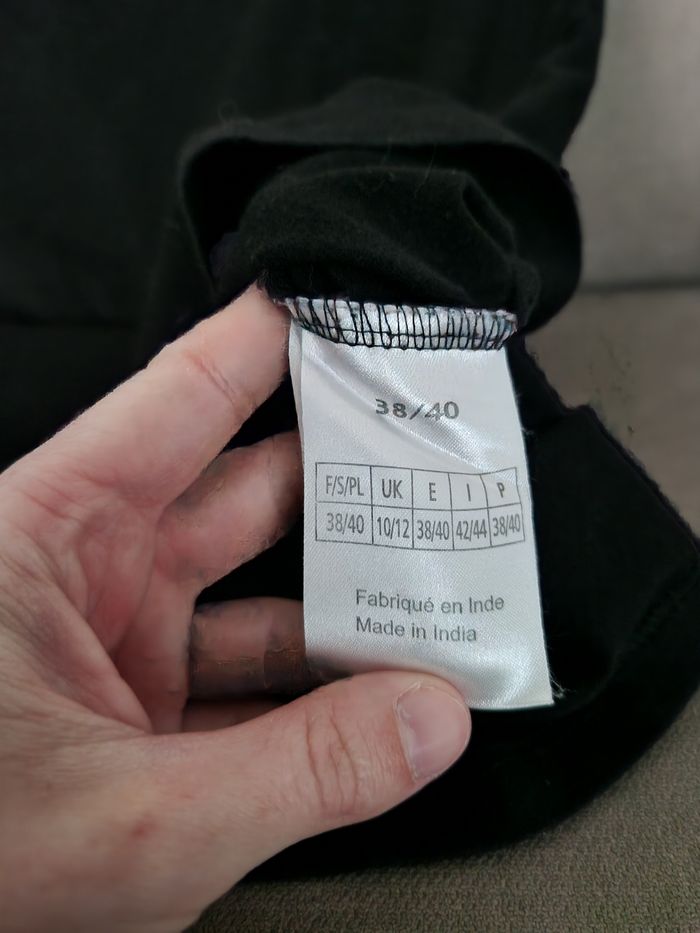 38/40
F/S/PL UK E I P
38/40 10/12 38/40 42/44 38/40
Fabriqué en Inde
Made in India